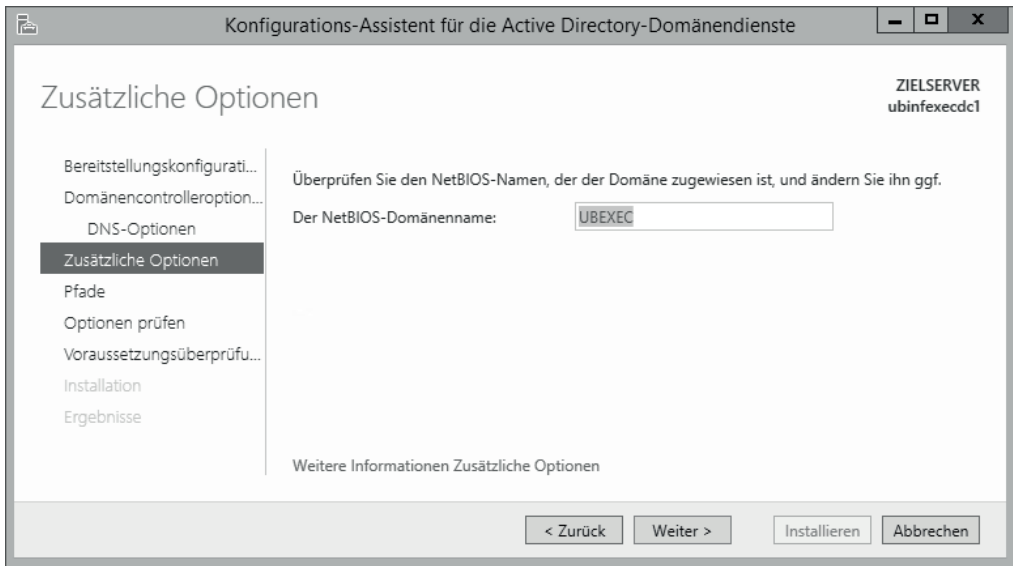 Konfigurations-Assistent für die Active Directory-Domänendienste
x
Zusätzliche Optionen
ZIELSERVER
ubinfexecdc1
Bereitstellungskonfigurati...
Domänencontrolleroption...
DNS-Optionen
Zusätzliche Optionen
Pfade
Optionen prüfen
Voraussetzungsüberprüfu...
Installation
Ergebnisse
Überprüfen Sie den NetBIOS-Namen, der der Domäne zugewiesen ist, und ändern Sie ihn ggf.
Der NetBIOS-Domänenname: UBEXEC
Weitere Informationen Zusätzliche Optionen
< Zurück Weiter > Installieren Abbrechen